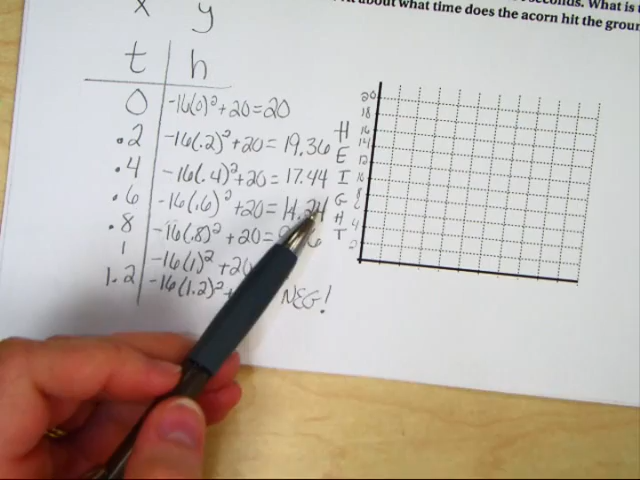 seconds. What is
about what time does the acorn hit the groun
x y
t h
0 -16(0)²+20=20
.2 -16(.2)²+20=19.36
.4 -16(.4)²+20=17.44
.6 -16(.6)²+20=14.24
.8 -16(.8)²+20=
1 -16(1)²+20
1.2 -16(1.2)²+ NEG!
HEIGHT
20
18
16
14
12
10
8
6
4
2